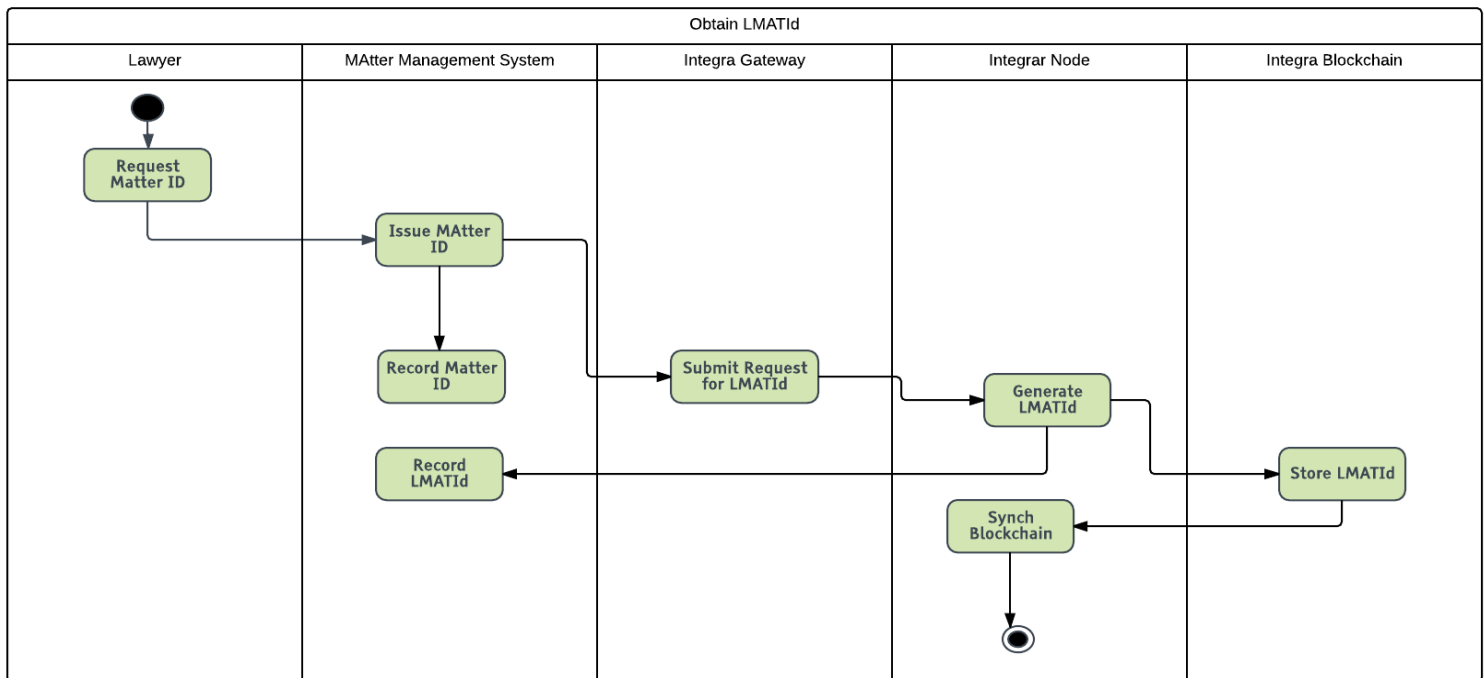 Obtain LMATId
Lawyer
MAtter Management System
Integra Gateway
Integrar Node
Integra Blockchain
Request
Matter ID
Issue MAtter
ID
Record Matter
ID
Submit Request
for LMATId
Generate
LMATId
Record
LMATId
Store LMATId
Synch
Blockchain